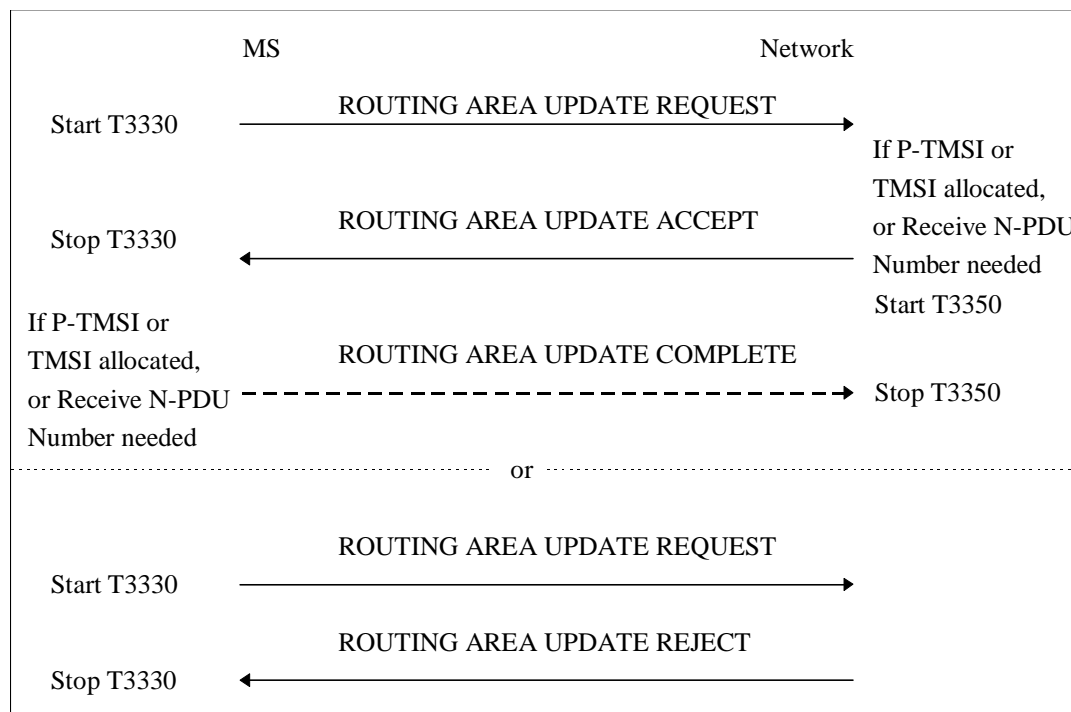 MS
Network
ROUTING AREA UPDATE REQUEST
Start T3330
If P-TMSI or
TMSI allocated,
or Receive N-PDU
Number needed
Start T3350
ROUTING AREA UPDATE ACCEPT
Stop T3330
If P-TMSI or
TMSI allocated,
or Receive N-PDU
Number needed
ROUTING AREA UPDATE COMPLETE
Stop T3350
or
ROUTING AREA UPDATE REQUEST
Start T3330
ROUTING AREA UPDATE REJECT
Stop T3330